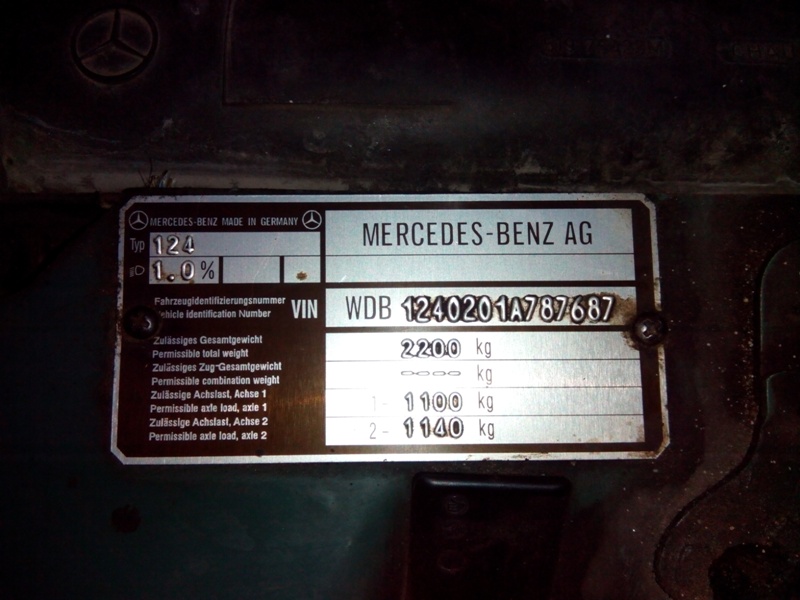 MERCEDES-BENZ MADE IN GERMANY
MERCEDES-BENZ AG
Typ 124
1.0%
Fahrzeugidentifizierungsnummer
Vehicle Identification Number
VIN
WDB 1240201A787687
Zulässiges Gesamtgewicht
Permissible total weight
2200 kg
Zulässiges Zug-Gesamtgewicht
Permissible combination weight
---- kg
Zulässige Achslast, Achse 1
Permissible axle load, axle 1
1- 1100 kg
Zulässige Achslast, Achse 2
Permissible axle load, axle 2
2- 1140 kg